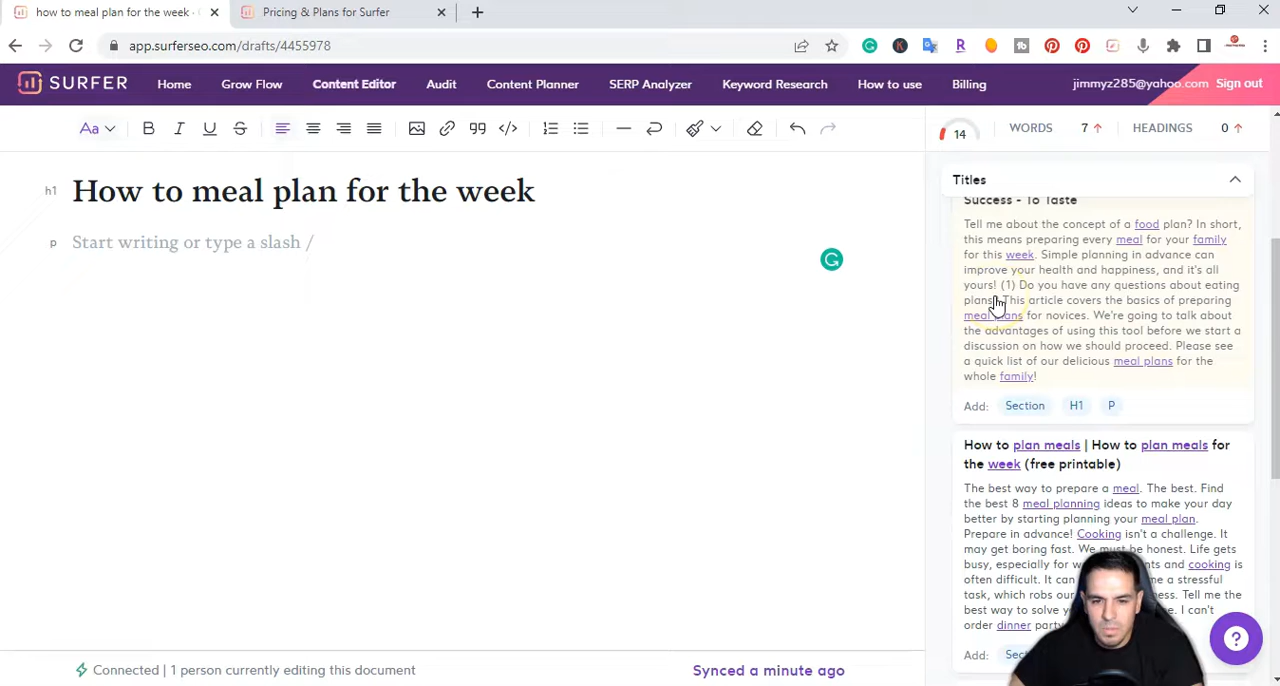 how to meal plan for the week -
Pricing & Plans for Surfer
app.surferseo.com/drafts/4455978
SURFER
Home
Grow Flow
Content Editor
Audit
Content Planner
SERP Analyzer
Keyword Research
How to use
Billing
jimmyz285@yahoo.com
Sign out
Aa
B
I
U
S
14
WORDS 7
HEADINGS 0
Titles
h1 How to meal plan for the week
p Start writing or type a slash /
Success - To Taste
Tell me about the concept of a food plan? In short,
this means preparing every meal for your family
for this week. Simple planning in advance can
improve your health and happiness, and it's all
yours! (1) Do you have any questions about eating
plans? This article covers the basics of preparing
meal plans for novices. We're going to talk about
the advantages of using this tool before we start a
discussion on how we should proceed. Please see
a quick list of our delicious meal plans for the
whole family!
Add: Section H1 P
How to plan meals | How to plan meals for
the week (free printable)
The best way to prepare a meal. The best. Find
the best 8 meal planning ideas to make your day
better by starting planning your meal plan.
Prepare in advance! Cooking isn't a challenge. It
may get boring fast. We must be honest. Life gets
busy, especially for and cooking is
often difficult. It can a stressful
task, which robs our Tell me the
best way to solve I can't
order dinner
Add:
Connected | 1 person currently editing this document
Synced a minute ago
?